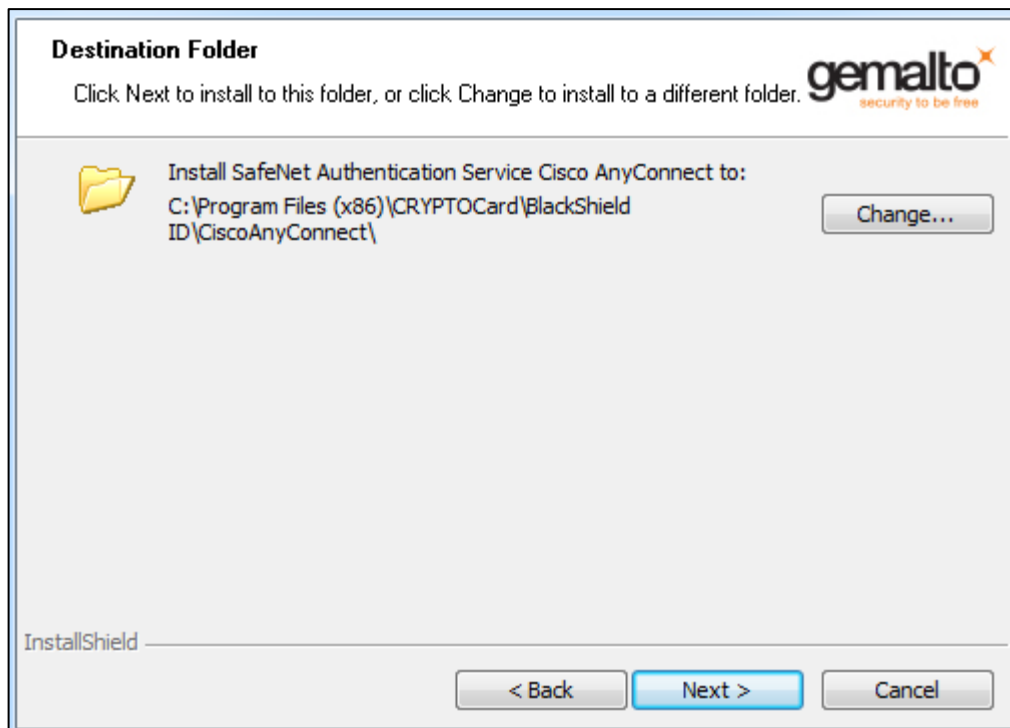 Destination Folder
Click Next to install to this folder, or click Change to install to a different folder.
gemalto
security to be free
Install SafeNet Authentication Service Cisco AnyConnect to:
C:\Program Files (x86)\CRYPTOCard\BlackShield
ID\CiscoAnyConnect\
Change...
InstallShield
< Back
Next >
Cancel